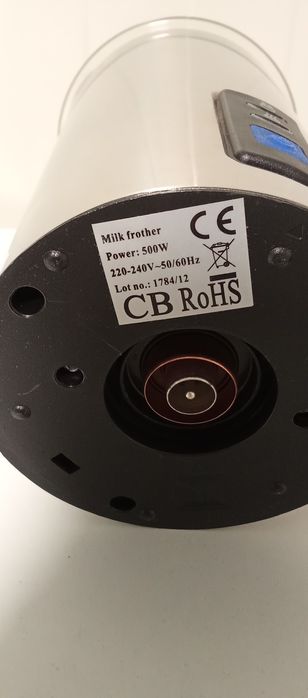 Milk frother
Power: 500W
220-240V~50/60Hz
Lot no.: 1784/12
CE
CB RoHS